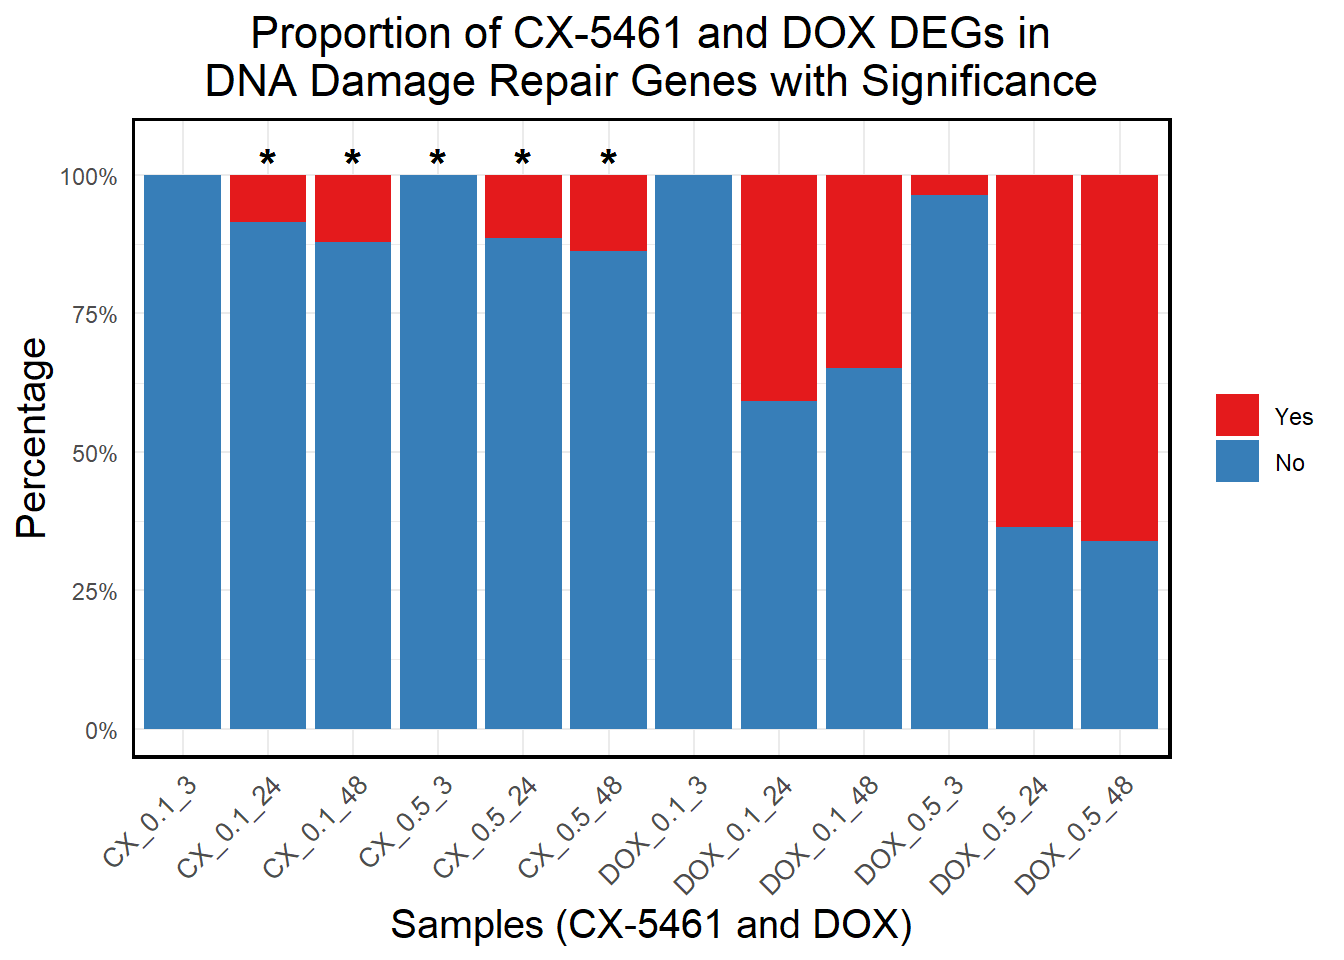 Proportion of CX-5461 and DOX DEGs in
DNA Damage Repair Genes with Significance
* * * * *
100%
75%
50%
25%
0%
Percentage
Yes
No
CX_0.1_3
CX_0.1_24
CX_0.1_48
CX_0.5_3
CX_0.5_24
CX_0.5_48
DOX_0.1_3
DOX_0.1_24
DOX_0.1_48
DOX_0.5_3
DOX_0.5_24
DOX_0.5_48
Samples (CX-5461 and DOX)